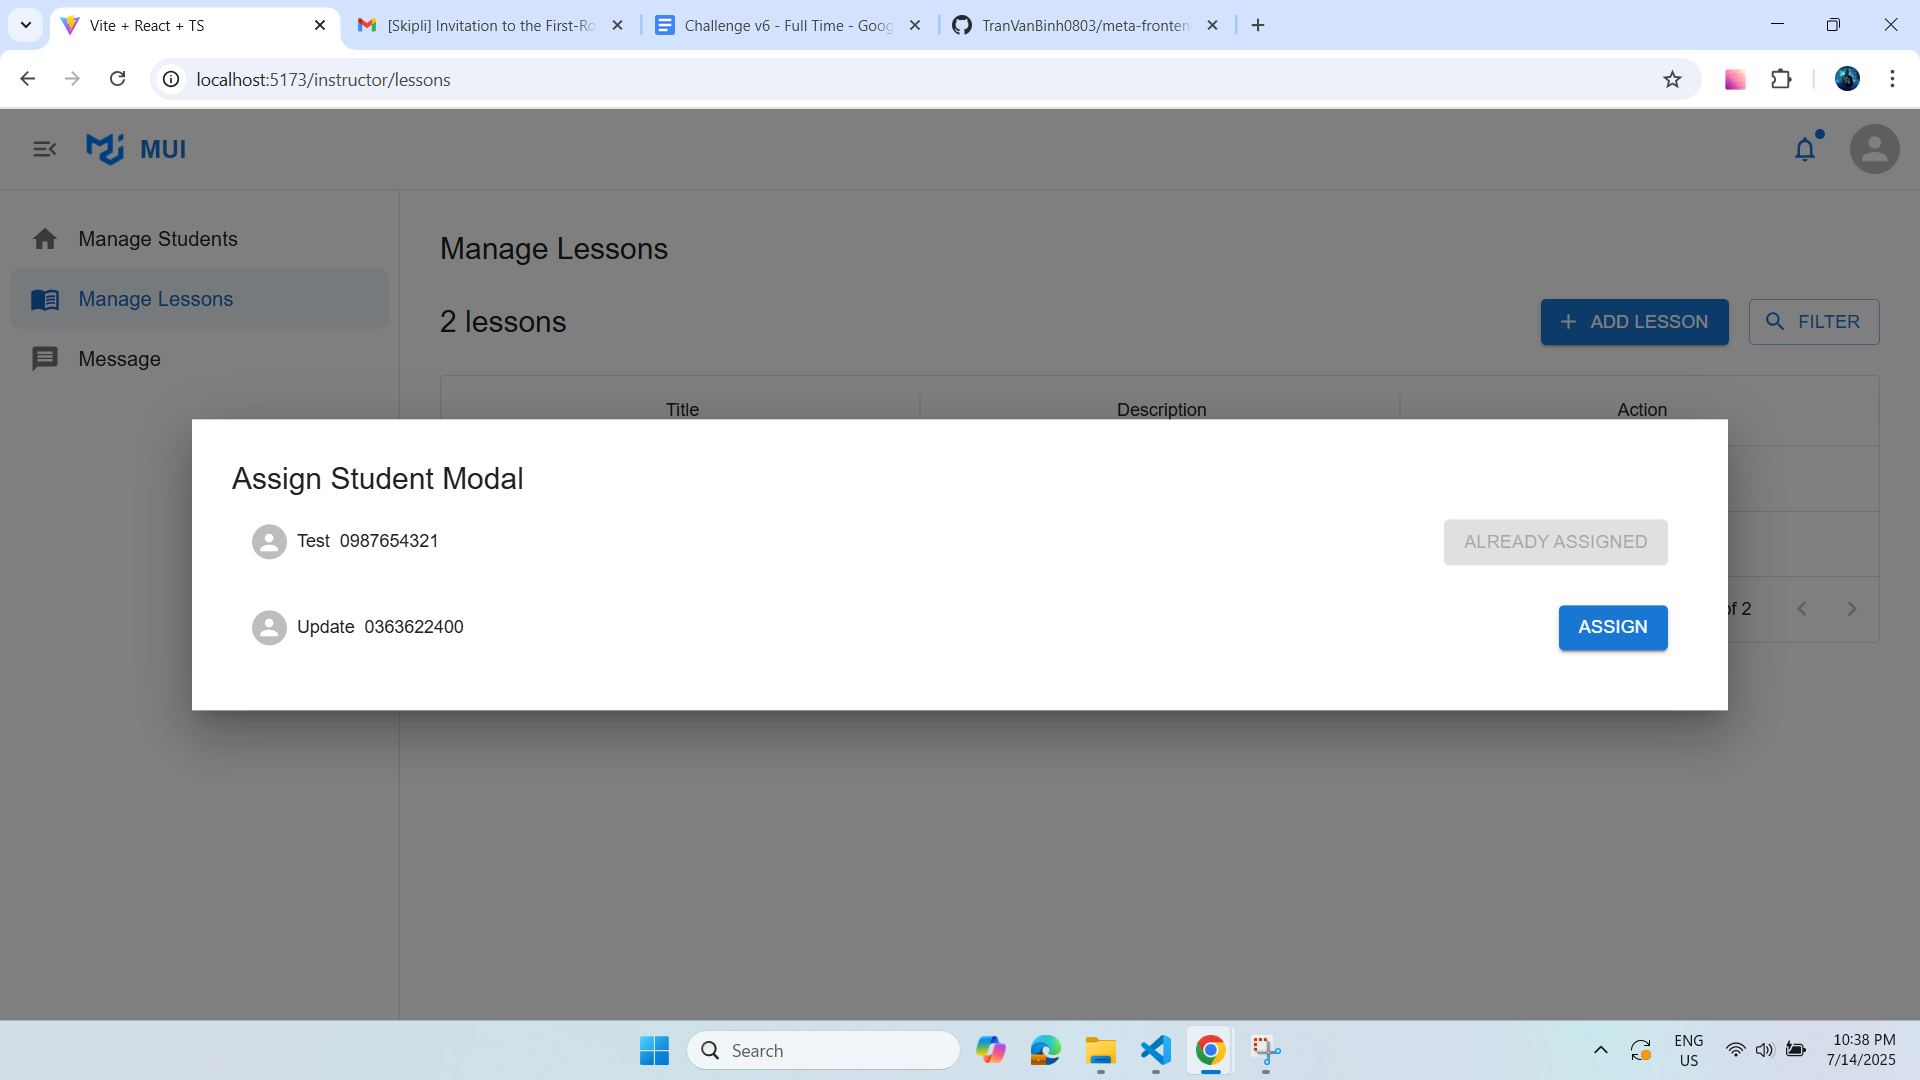 Vite + React + TS
[Skipli] Invitation to the First-Ro
Challenge v6 - Full Time - Goog
TranVanBinh0803/meta-fronten
localhost:5173/instructor/lessons
MUI
Manage Students
Manage Lessons
Message
Manage Lessons
2 lessons
ADD LESSON
FILTER
Title
Description
Action
Assign Student Modal
Test 0987654321
ALREADY ASSIGNED
Update 0363622400
ASSIGN
of 2
Search
ENG
US
10:38 PM
7/14/2025